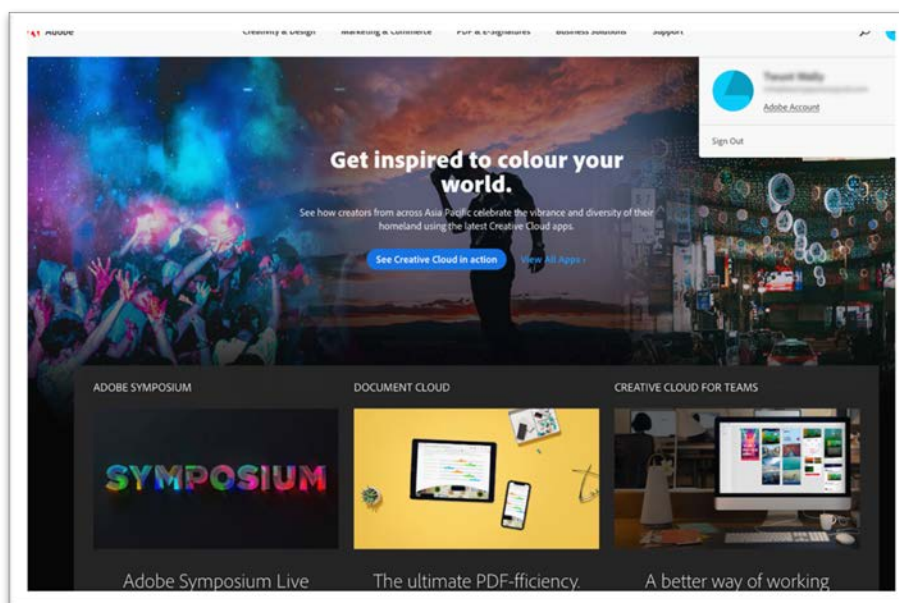 Adobe
Creativity & Design Marketing & Commerce PDF & E-signatures Business Solutions Support
Adobe Account
Sign Out
Get inspired to colour your
world.
See how creators from across Asia Pacific celebrate the vibrance and diversity of their
homeland using the latest Creative Cloud apps.
See Creative Cloud in action View All Apps ›
ADOBE SYMPOSIUM
SYMPOSIUM
Adobe Symposium Live
DOCUMENT CLOUD
The ultimate PDF-fficiency.
CREATIVE CLOUD FOR TEAMS
A better way of working